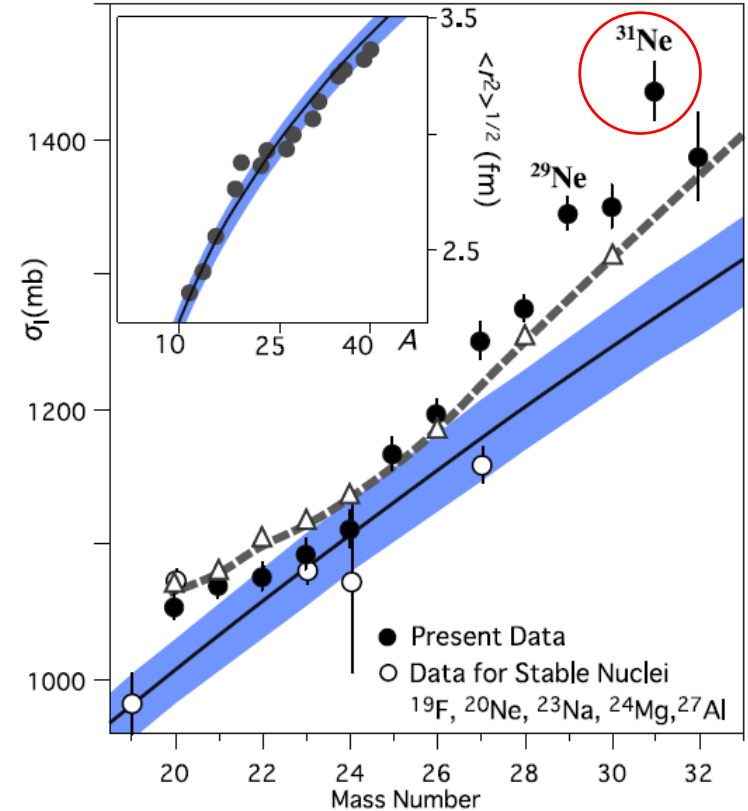 3.5
³¹Ne
<r²>¹/² (fm)
1400
²⁹Ne
2.5
σI(mb)
10 25 40 A
1200
1000
Present Data
Data for Stable Nuclei
¹⁹F, ²⁰Ne, ²³Na, ²⁴Mg,²⁷Al
20 22 24 26 28 30 32
Mass Number